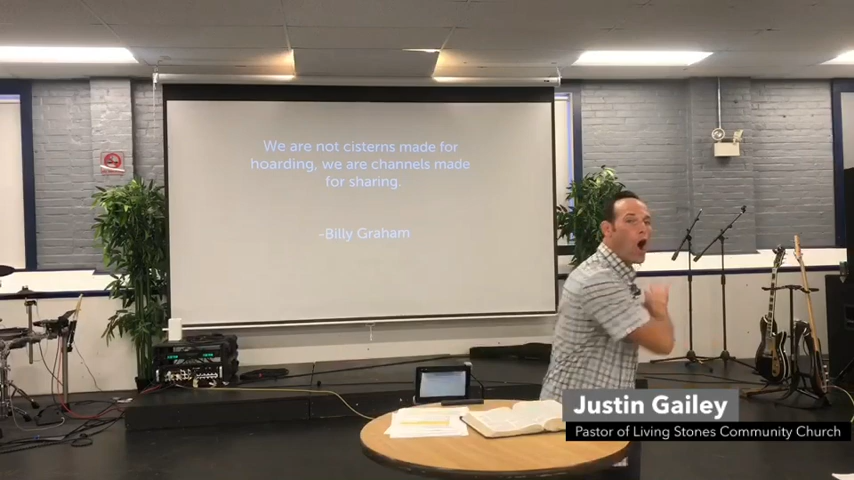 We are not cisterns made for
hoarding, we are channels made
for sharing.
-Billy Graham
Justin Gailey
Pastor of Living Stones Community Church